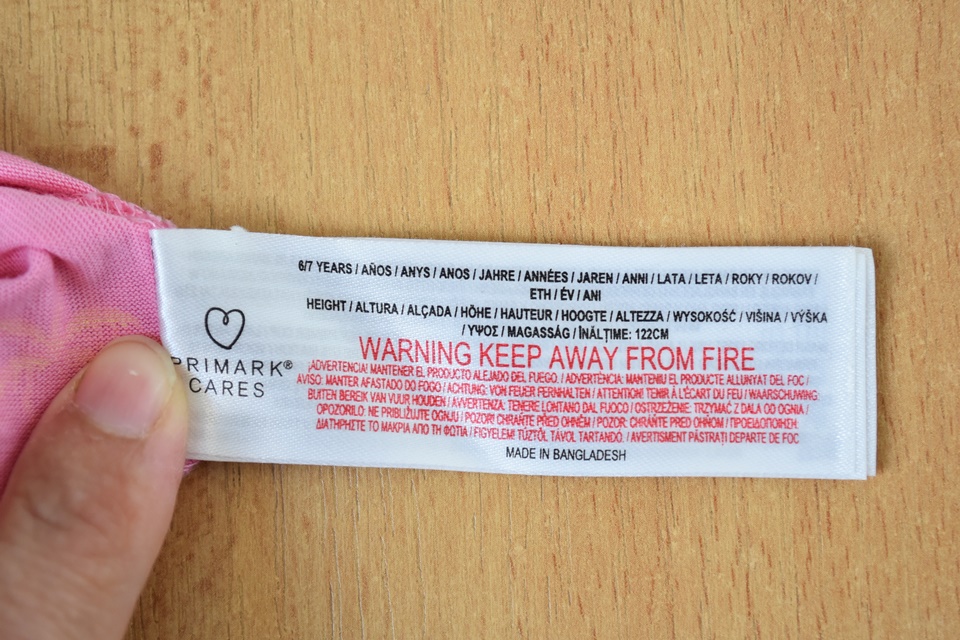 6/7 YEARS / AÑOS / ANYS / ANOS / JAHRE / ANNÉES / JAREN / ANNI / LATA / LETA / ROKY / ROKOV /
ETH / ÉV / ANI
HEIGHT / ALTURA / ALÇADA / HÖHE / HAUTEUR / HOOGTE / ALTEZZA / WYSOKOŚĆ / VIŠINA / VÝŠKA
/ ΥΨΟΣ / MAGASSÁG / ÎNĂLȚIME: 122CM
WARNING KEEP AWAY FROM FIRE
¡ADVERTENCIA! MANTENER EL PRODUCTO ALEJADO DEL FUEGO. / ADVERTÈNCIA: MANTENIU EL PRODUCTE ALLUNYAT DEL FOC /
AVISO: MANTER AFASTADO DO FOGO / ACHTUNG: VON FEUER FERNHALTEN / ATTENTION! TENIR À L'ÉCART DU FEU / WAARSCHUWING:
BUITEN BEREIK VAN VUUR HOUDEN / AVVERTENZA: TENERE LONTANO DAL FUOCO / OSTRZEŻENIE: TRZYMAĆ Z DALA OD OGNIA /
OPOZORILO: NE PRIBLIŽUJTE OGNJU / POZOR! CHRAŇTE PŘED OHNĚM / POZOR: CHRAŇTE PRED OHŇOM / ΠΡΟΕΙΔΟΠΟΙΗΣΗ:
ΔΙΑΤΗΡΗΣΤΕ ΤΟ ΜΑΚΡΙΑ ΑΠΟ ΤΗ ΦΩΤΙΑ / FIGYELEM! TŰZTŐL TÁVOL TARTANDÓ. / AVERTISMENT PĂSTRAȚI DEPARTE DE FOC
MADE IN BANGLADESH
PRIMARK®
CARES